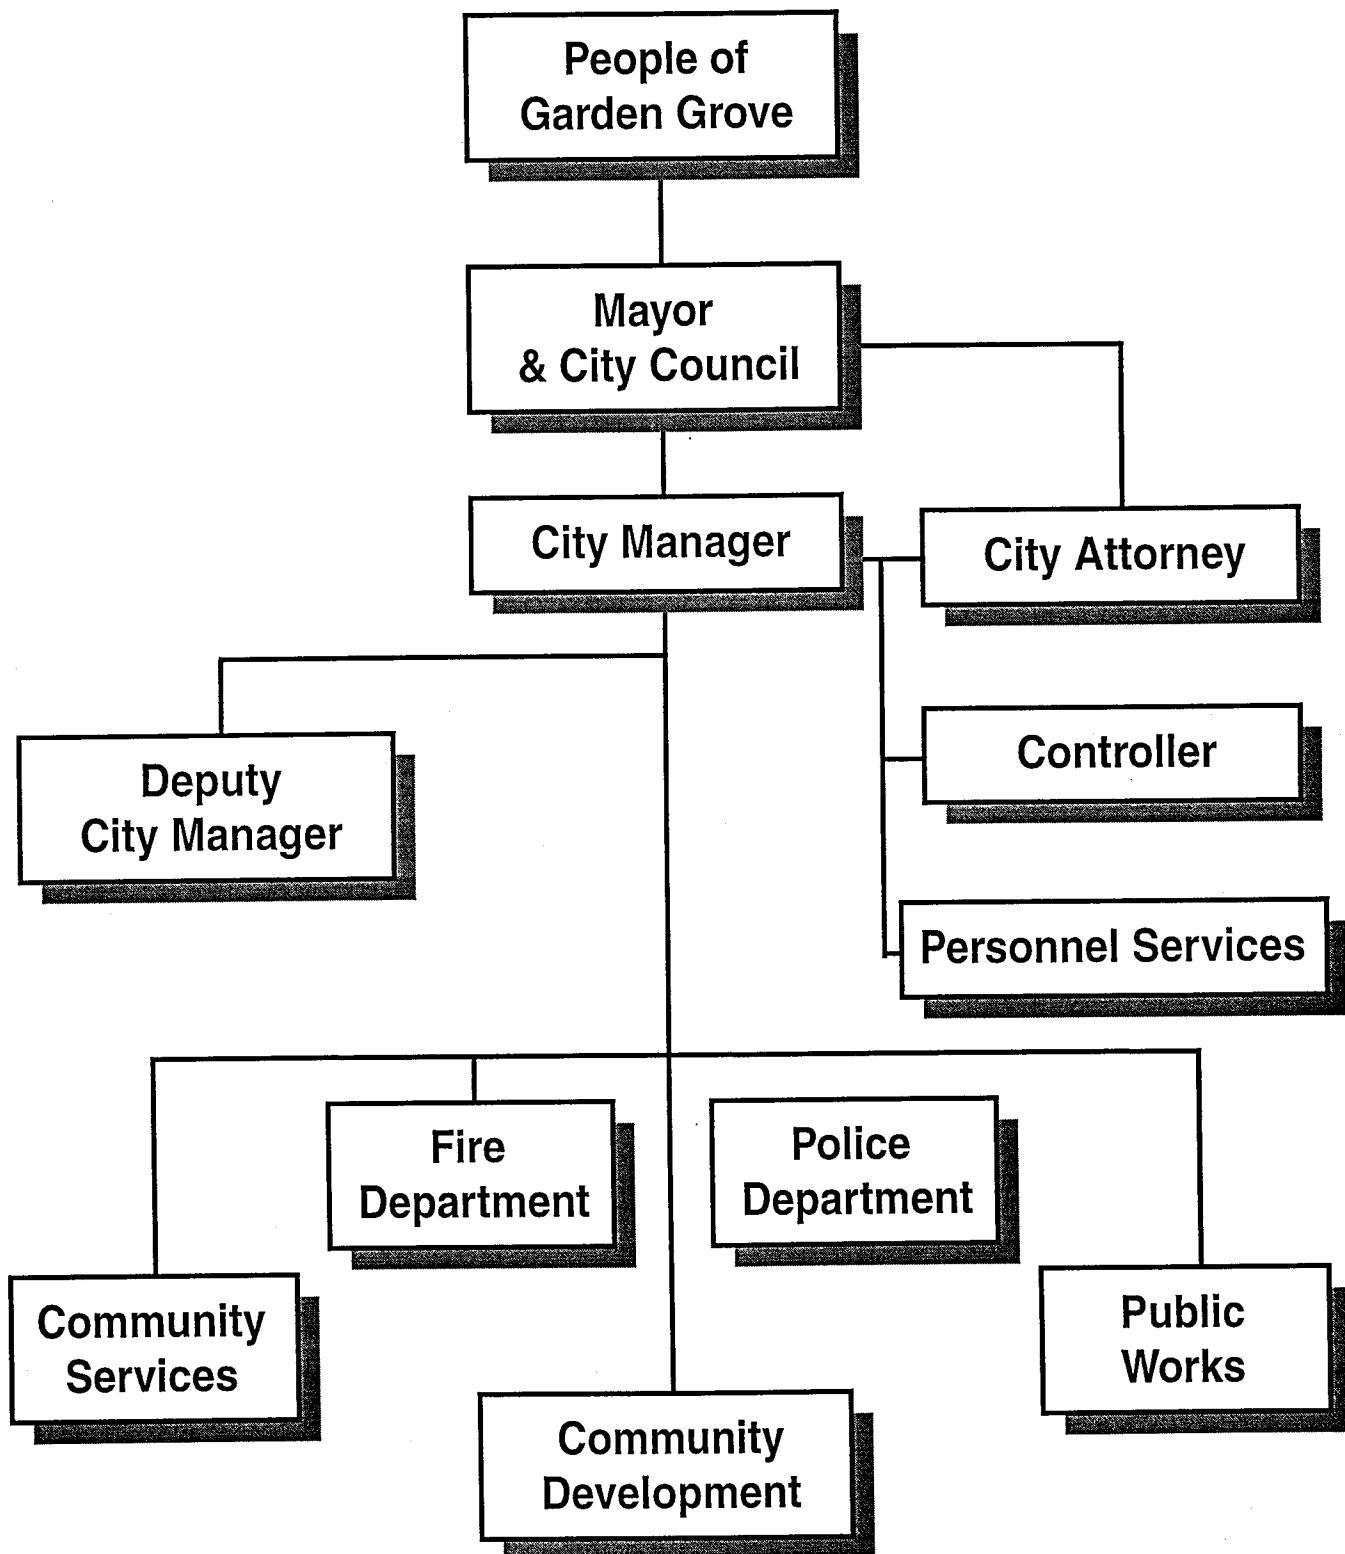 People of
Garden Grove
Mayor
& City Council
City Manager
City Attorney
Deputy
City Manager
Controller
Personnel Services
Fire
Department
Police
Department
Community
Services
Public
Works
Community
Development